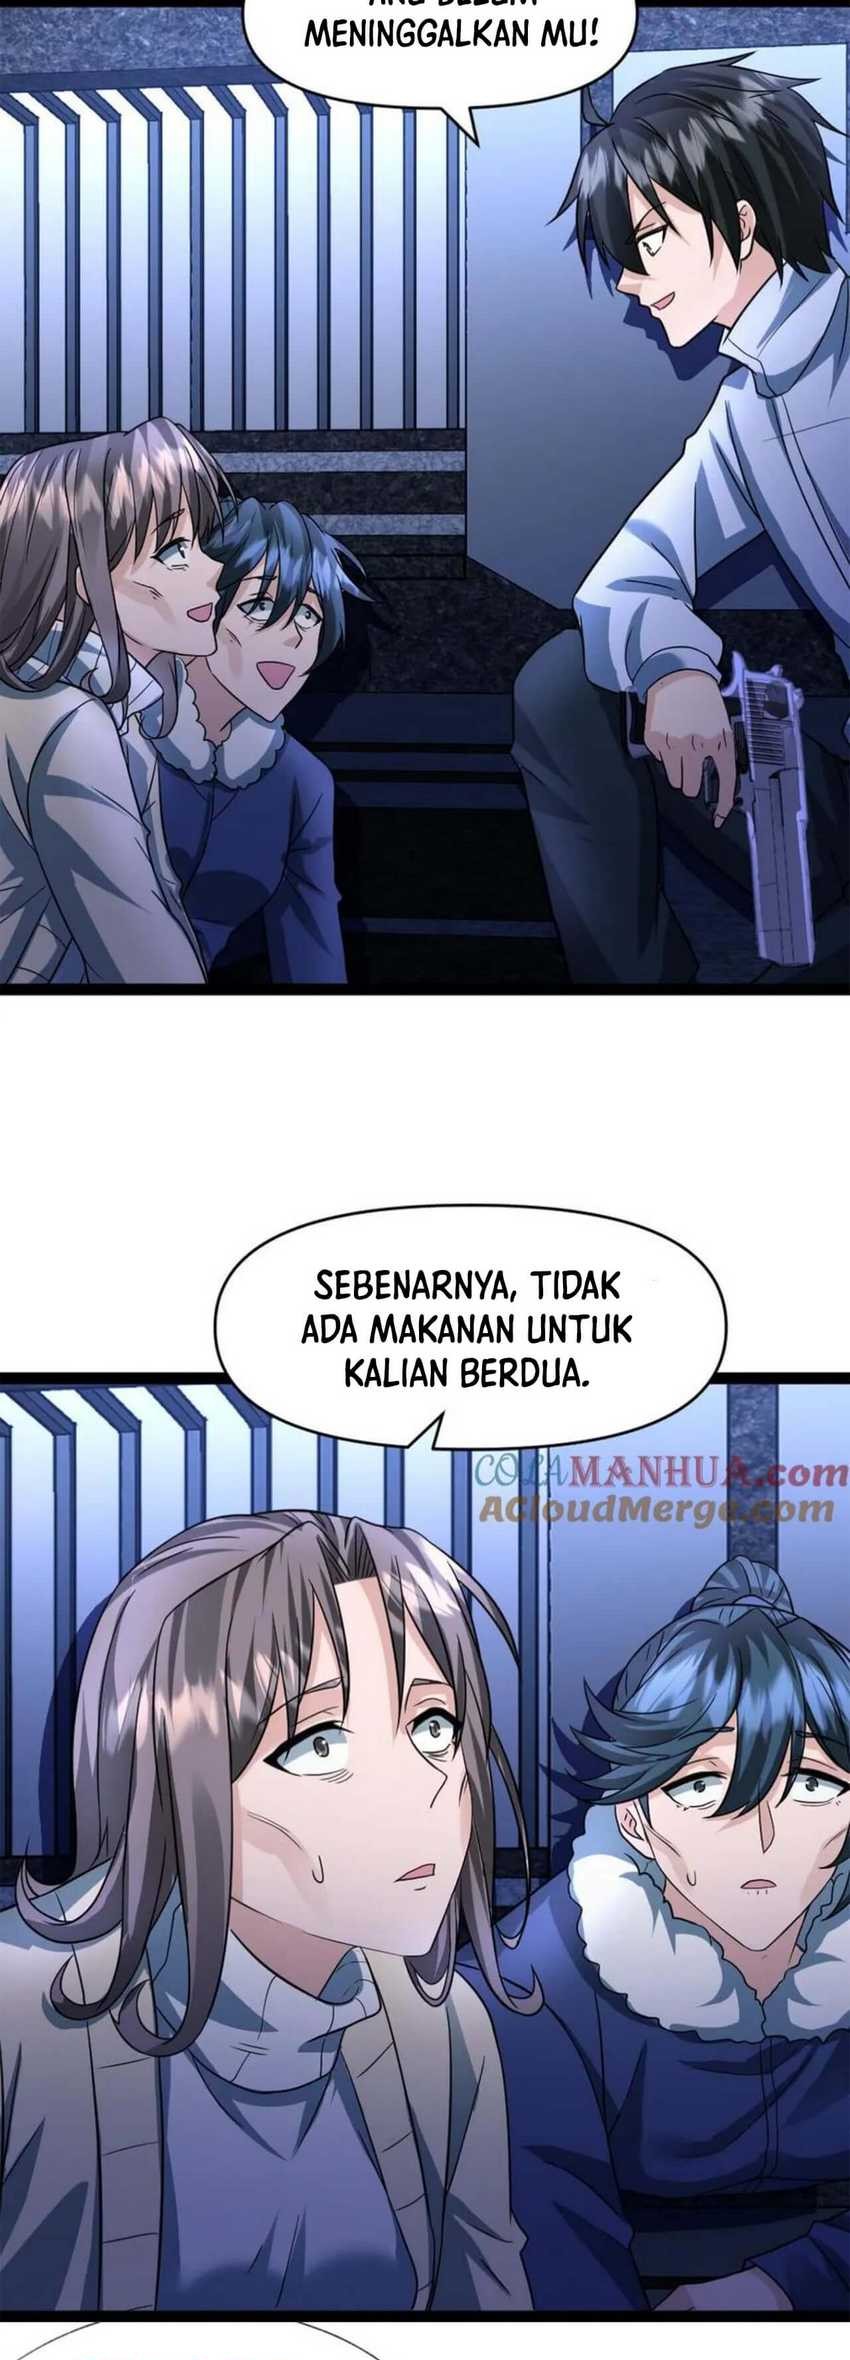 MENINGGALKAN MU!
SEBENARNYA, TIDAK
ADA MAKANAN UNTUK
KALIAN BERDUA.
COLAMANHUA.com
ACloudMerge.com